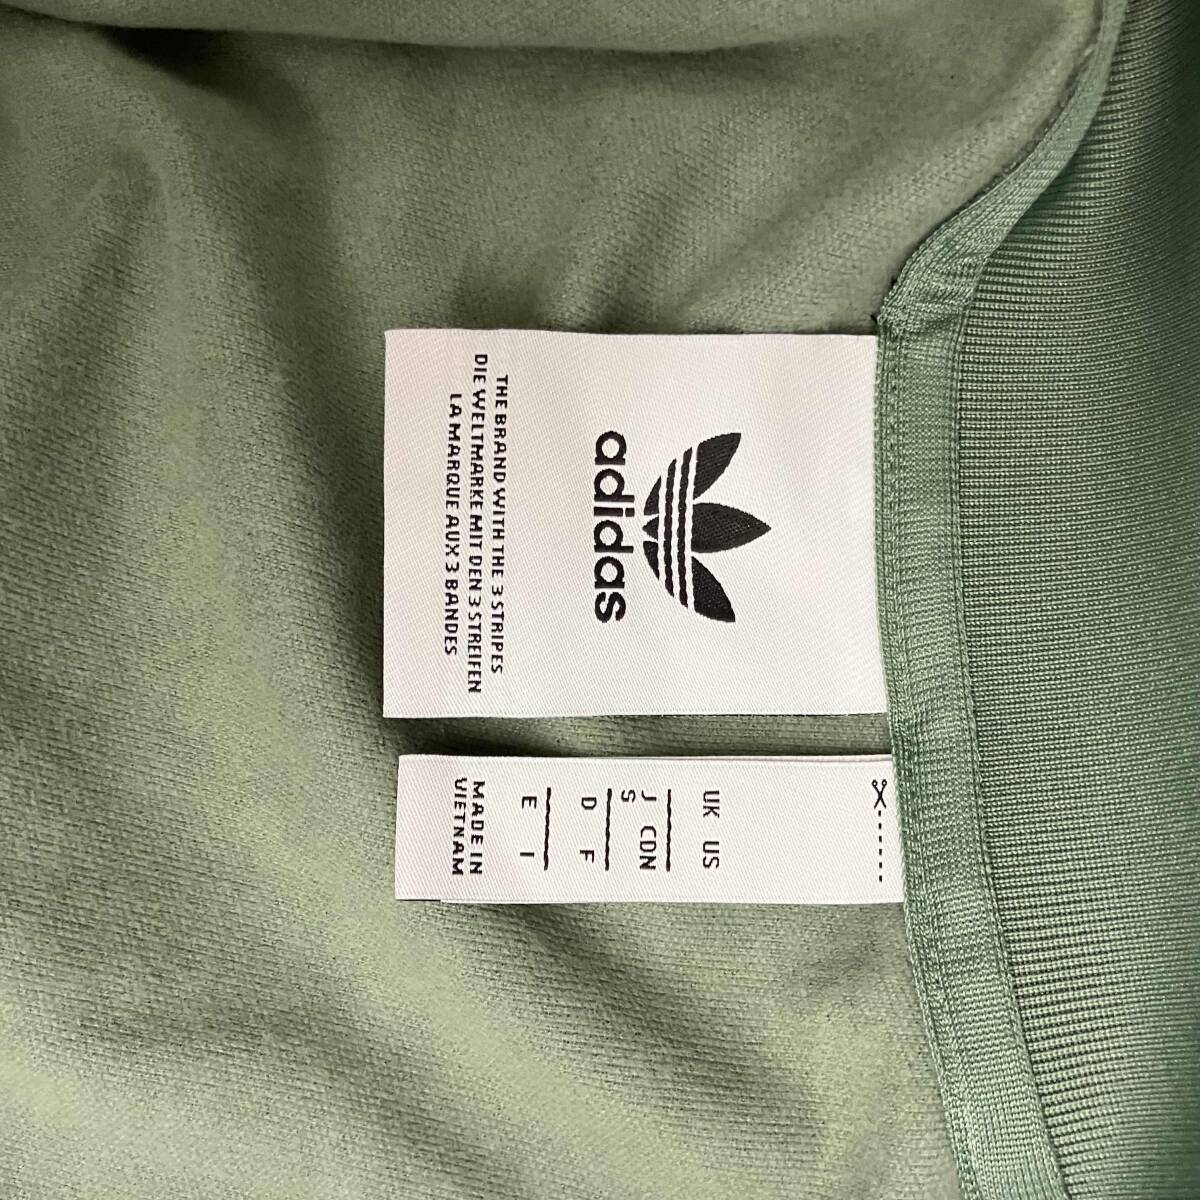 adidas
THE BRAND WITH THE 3 STRIPES
DIE WELTMARKE MIT DEN 3 STREIFEN
LA MARQUE AUX 3 BANDES
UK US
J CDN
S
D F
E I
MADE IN
VIETNAM